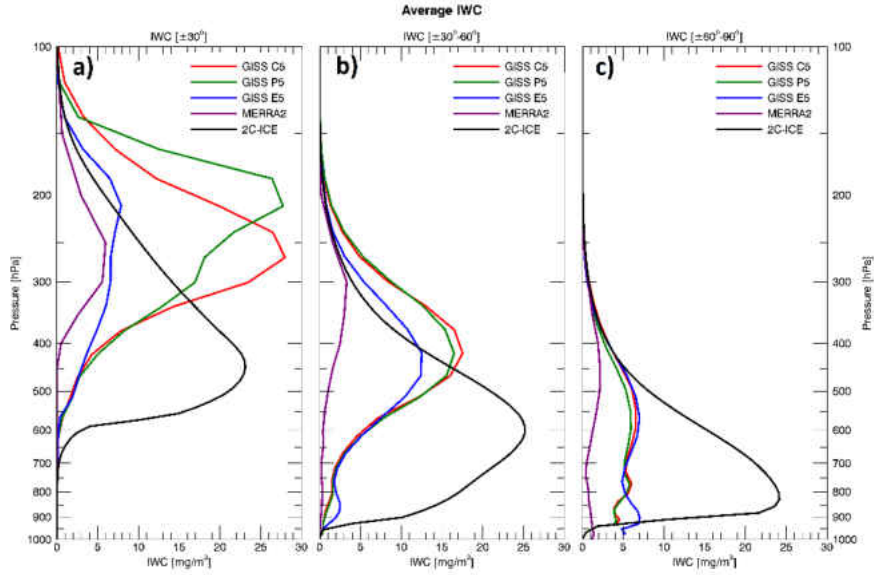 Average IWC
IWC [±30°]
IWC [±30°-60°]
IWC [±60°-90°]
a)
GISS C5
GISS P5
GISS E5
MERRA2
2C-ICE
b)
GISS C5
GISS P5
GISS E5
MERRA2
2C-ICE
c)
GISS C5
GISS P5
GISS E5
MERRA2
2C-ICE
Pressure [hPa]
100
200
300
400
500
600
700
800
900
1000
Pressure [hPa]
100
200
300
400
500
600
700
800
900
1000
0 5 10 15 20 25 30
0 5 10 15 20 25 30
0 5 10 15 20 25 30
IWC [mg/m³]
IWC [mg/m³]
IWC [mg/m³]